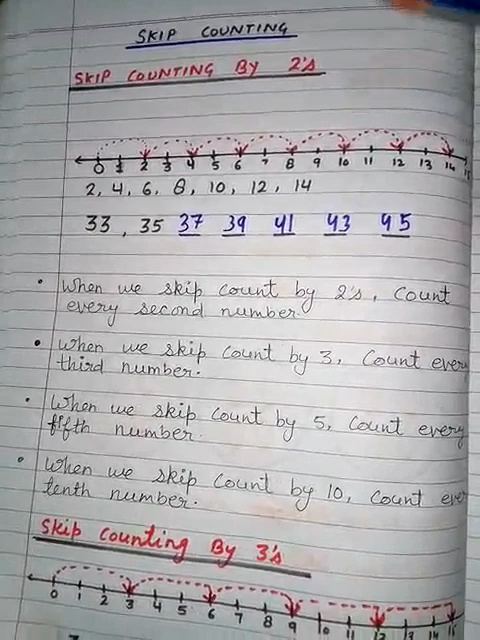 SKIP COUNTING
SKIP COUNTING BY 2's
0 1 2 3 4 5 6 7 8 9 10 11 12 13 14 15
2, 4, 6, 8, 10, 12, 14
33, 35 37 39 41 43 45
• When we skip count by 2's, Count
every second number.
• When we skip count by 3, Count every
third number.
• When we skip count by 5, Count every
fifth number.
• When we skip count by 10, Count eve
tenth number.
Skip Counting By 3's
0 1 2 3 4 5 6 7 8 9 10 11 12 13 14 15